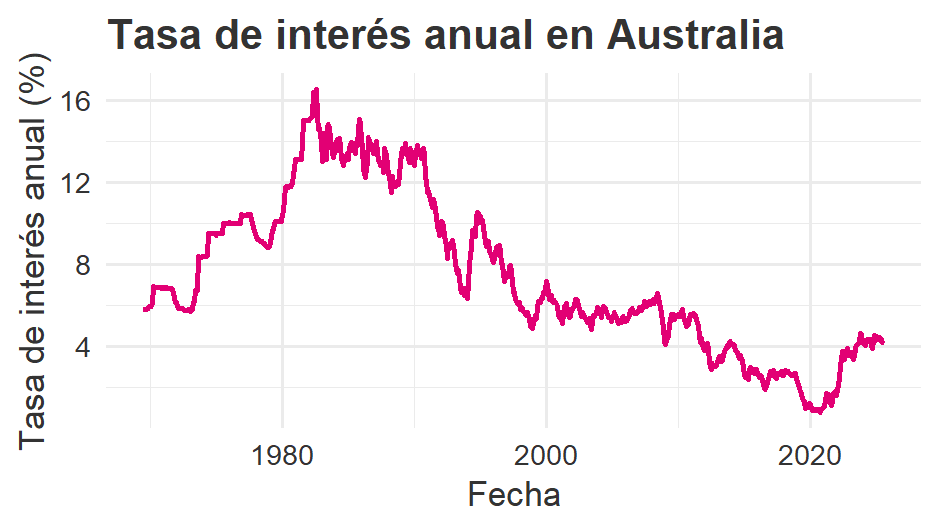 Tasa de interés anual en Australia
Tasa de interés anual (%)
16
12
8
4
1980
2000
2020
Fecha